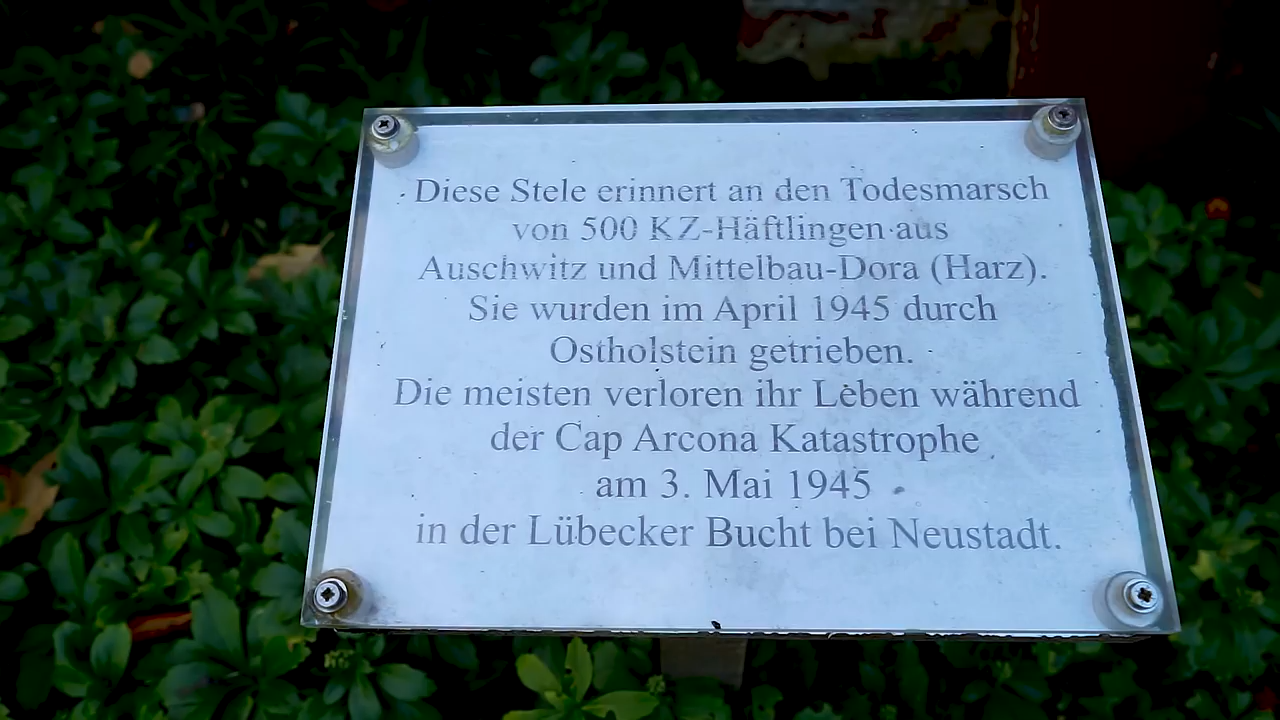 Diese Stele erinnert an den Todesmarsch
von 500 KZ-Häftlingen aus
Auschwitz und Mittelbau-Dora (Harz).
Sie wurden im April 1945 durch
Ostholstein getrieben.
Die meisten verloren ihr Leben während
der Cap Arcona Katastrophe
am 3. Mai 1945
in der Lübecker Bucht bei Neustadt.